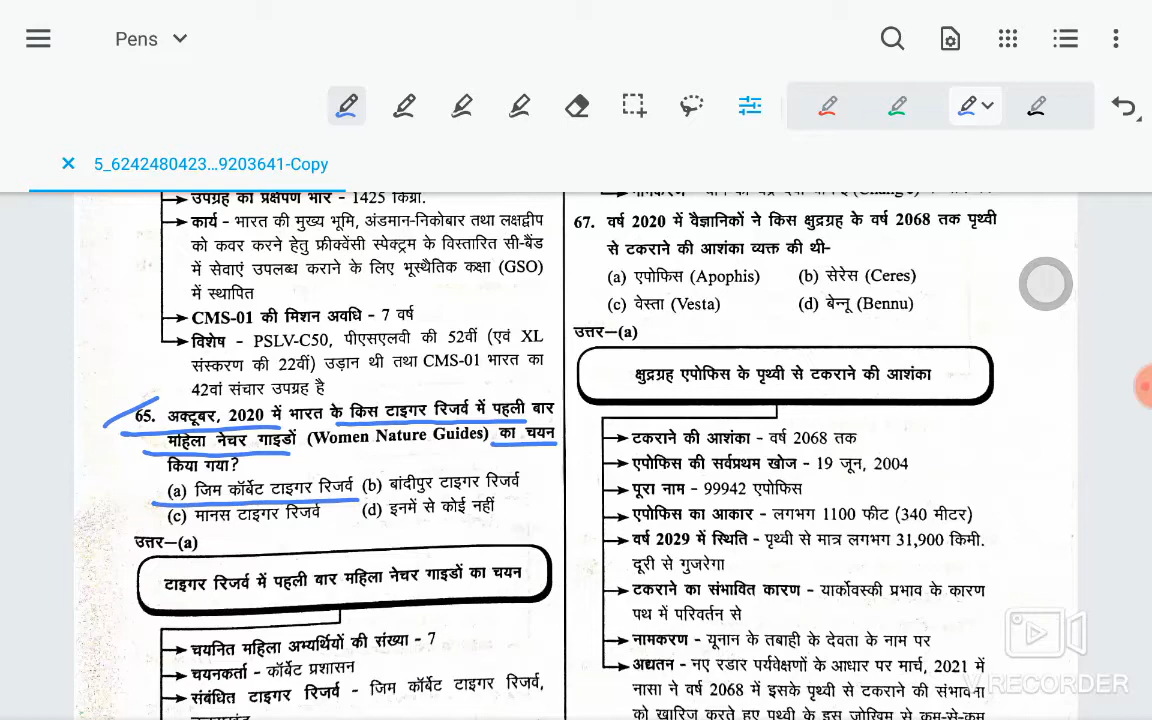 Pens
5_6242480423...9203641-Copy
उपग्रह का प्रक्षेपण भार - 1425 किग्रा.
कार्य - भारत की मुख्य भूमि, अंडमान-निकोबार तथा लक्षद्वीप
को कवर करने हेतु फ्रीक्वेंसी स्पेक्ट्रम के विस्तारित सी-बैंड
में सेवाएं उपलब्ध कराने के लिए भूस्थैतिक कक्षा (GSO)
में स्थापित
CMS-01 की मिशन अवधि - 7 वर्ष
विशेष - PSLV-C50, पीएसएलवी की 52वीं (एवं XL
संस्करण की 22वीं) उड़ान थी तथा CMS-01 भारत का
42वां संचार उपग्रह है
65. अक्टूबर, 2020 में भारत के किस टाइगर रिजर्व में पहली बार
महिला नेचर गाइडों (Women Nature Guides) का चयन
किया गया?
(a) जिम कॉर्बेट टाइगर रिजर्व (b) बांदीपुर टाइगर रिजर्व
(c) मानस टाइगर रिजर्व (d) इनमें से कोई नहीं
उत्तर–(a)
टाइगर रिजर्व में पहली बार महिला नेचर गाइडों का चयन
चयनित महिला अभ्यर्थियों की संख्या - 7
चयनकर्ता - कॉर्बेट प्रशासन
संबंधित टाइगर रिजर्व - जिम कॉर्बेट टाइगर रिजर्व,
67. वर्ष 2020 में वैज्ञानिकों ने किस क्षुद्रग्रह के वर्ष 2068 तक पृथ्वी
से टकराने की आशंका व्यक्त की थी-
(a) एपोफिस (Apophis) (b) सेरेस (Ceres)
(c) वेस्ता (Vesta) (d) बेन्नू (Bennu)
उत्तर–(a)
क्षुद्रग्रह एपोफिस के पृथ्वी से टकराने की आशंका
टकराने की आशंका - वर्ष 2068 तक
एपोफिस की सर्वप्रथम खोज - 19 जून, 2004
पूरा नाम - 99942 एपोफिस
एपोफिस का आकार - लगभग 1100 फीट (340 मीटर)
वर्ष 2029 में स्थिति - पृथ्वी से मात्र लगभग 31,900 किमी.
दूरी से गुजरेगा
टकराने का संभावित कारण - यार्कोवस्की प्रभाव के कारण
पथ में परिवर्तन से
नामकरण - यूनान के तबाही के देवता के नाम पर
अद्यतन - नए रडार पर्यवेक्षणों के आधार पर मार्च, 2021 में
नासा ने वर्ष 2068 में इसके पृथ्वी से टकराने की संभावना
को खारिज करते हुए पृथ्वी के इस जोखिम से कम-से-कम
V RECORDER